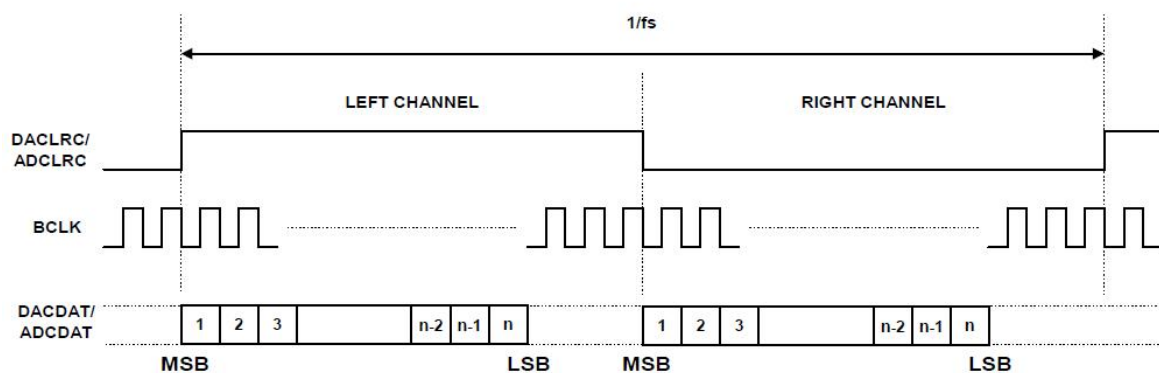 1/fs
LEFT CHANNEL RIGHT CHANNEL
DACLRC/
ADCLRC
BCLK
DACDAT/
ADCDAT
1 2 3 n-2 n-1 n 1 2 3 n-2 n-1 n
MSB LSB MSB LSB